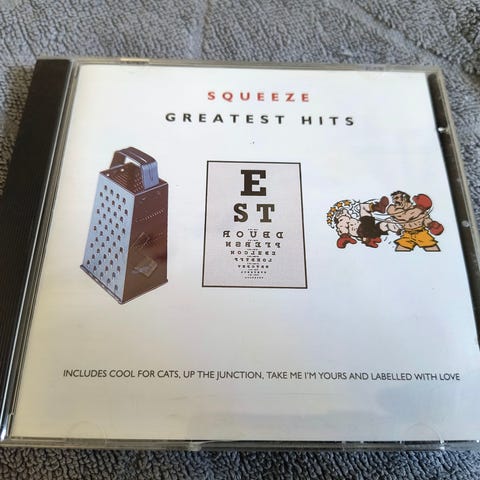 SQUEEZE
GREATEST HITS
E
ST
INCLUDES COOL FOR CATS, UP THE JUNCTION, TAKE ME I'M YOURS AND LABELLED WITH LOVE